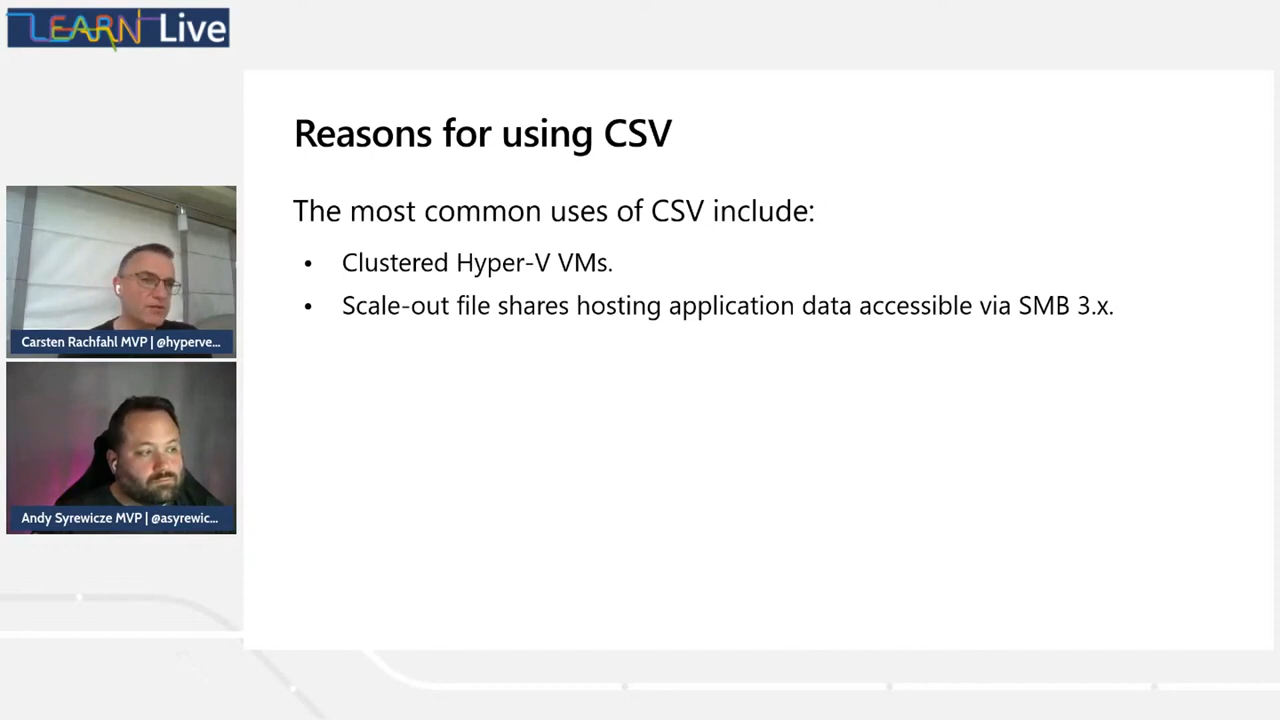 LEARN Live
Reasons for using CSV
The most common uses of CSV include:
• Clustered Hyper-V VMs.
• Scale-out file shares hosting application data accessible via SMB 3.x.
Carsten Rachfahl MVP | @hyperve...
Andy Syrewicze MVP | @asyrewic...